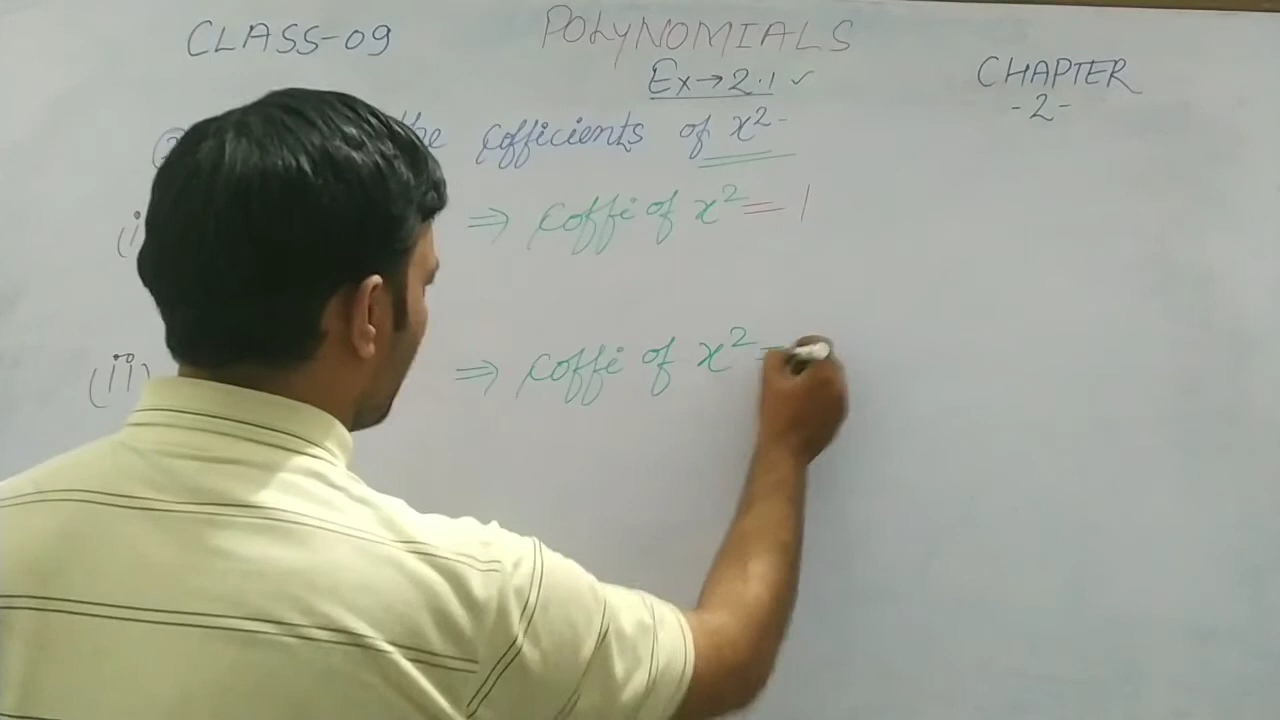 CLASS-09 POLYNOMIALS
Ex→2.1 ✓
CHAPTER
-2-
cofficients of x²-
(i ⇒ coffi of x² = 1
(ii) ⇒ coffi of x² =